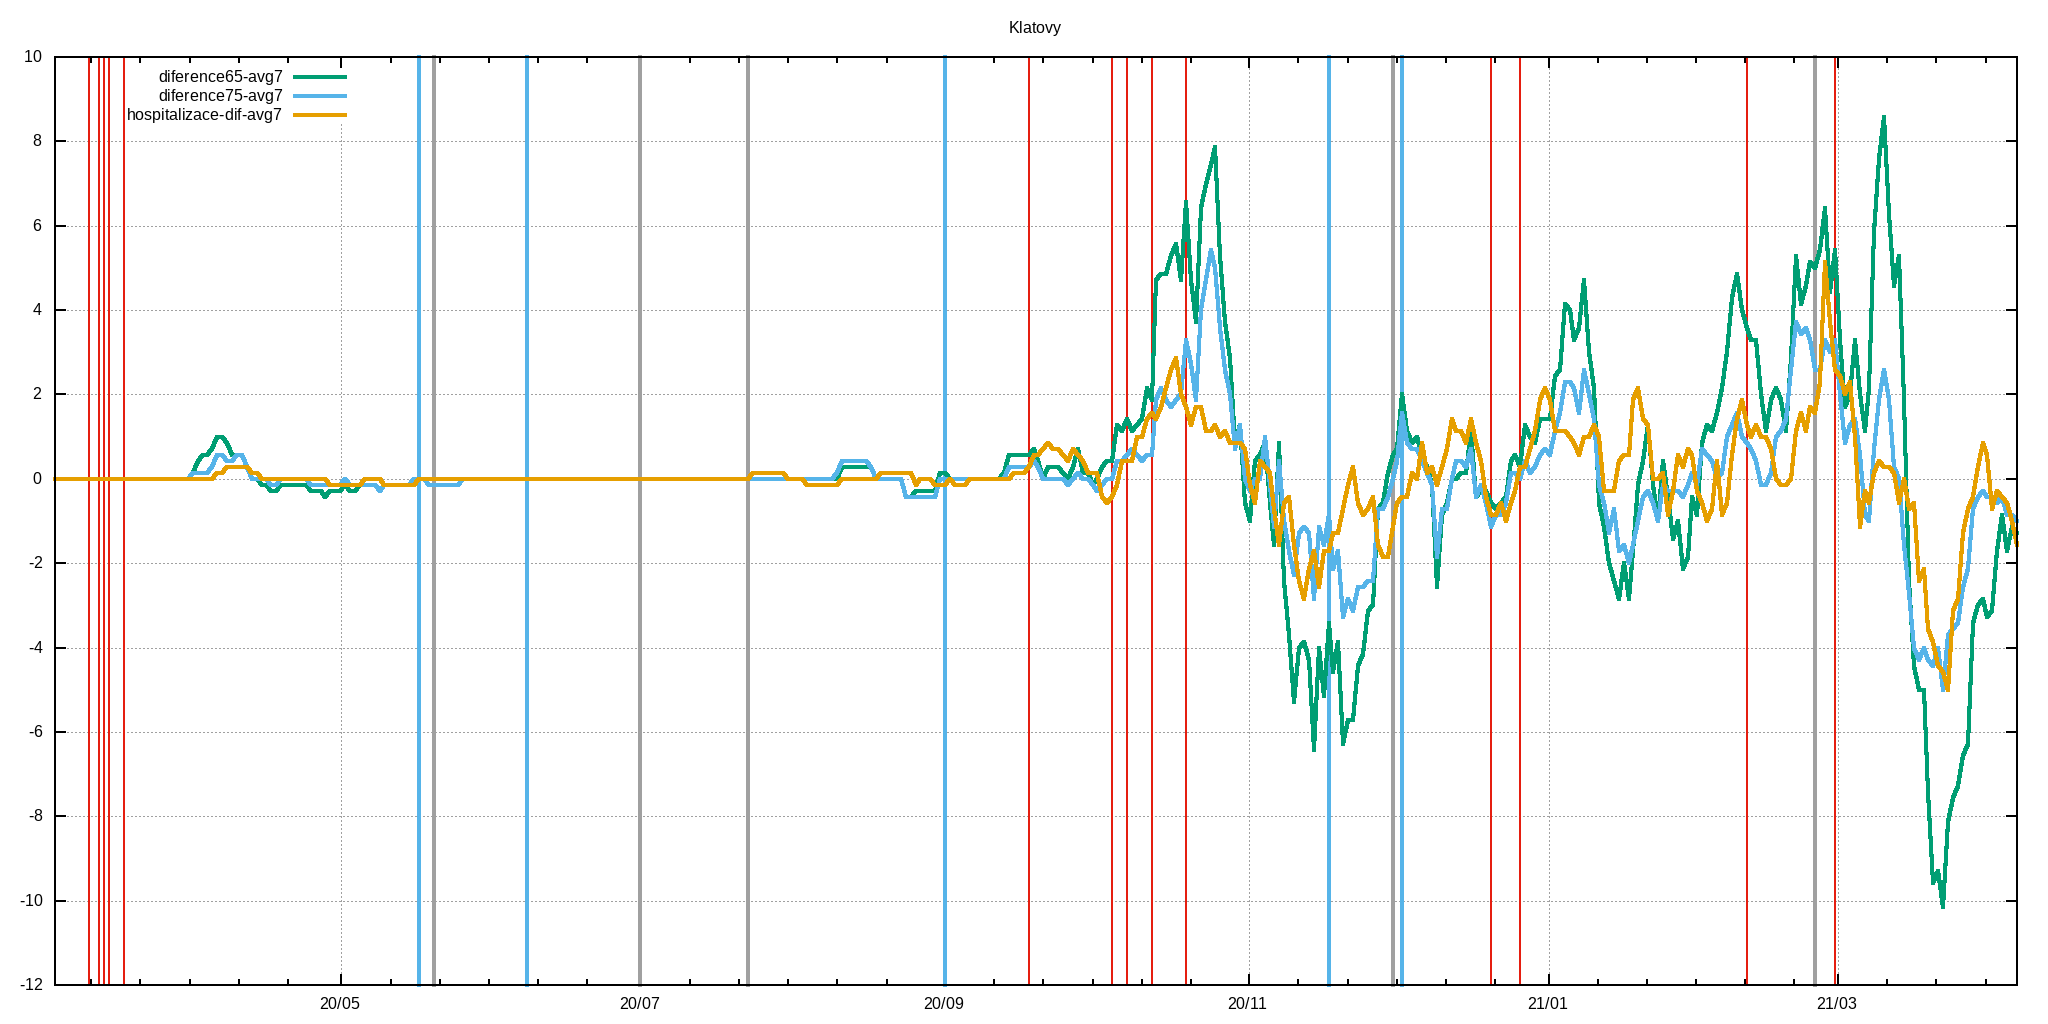 Klatovy
10
diference65-avg7
diference75-avg7
hospitalizace-dif-avg7
8
6
4
2
0
-2
-4
-6
-8
-10
-12
20/05 20/07 20/09 20/11 21/01 21/03